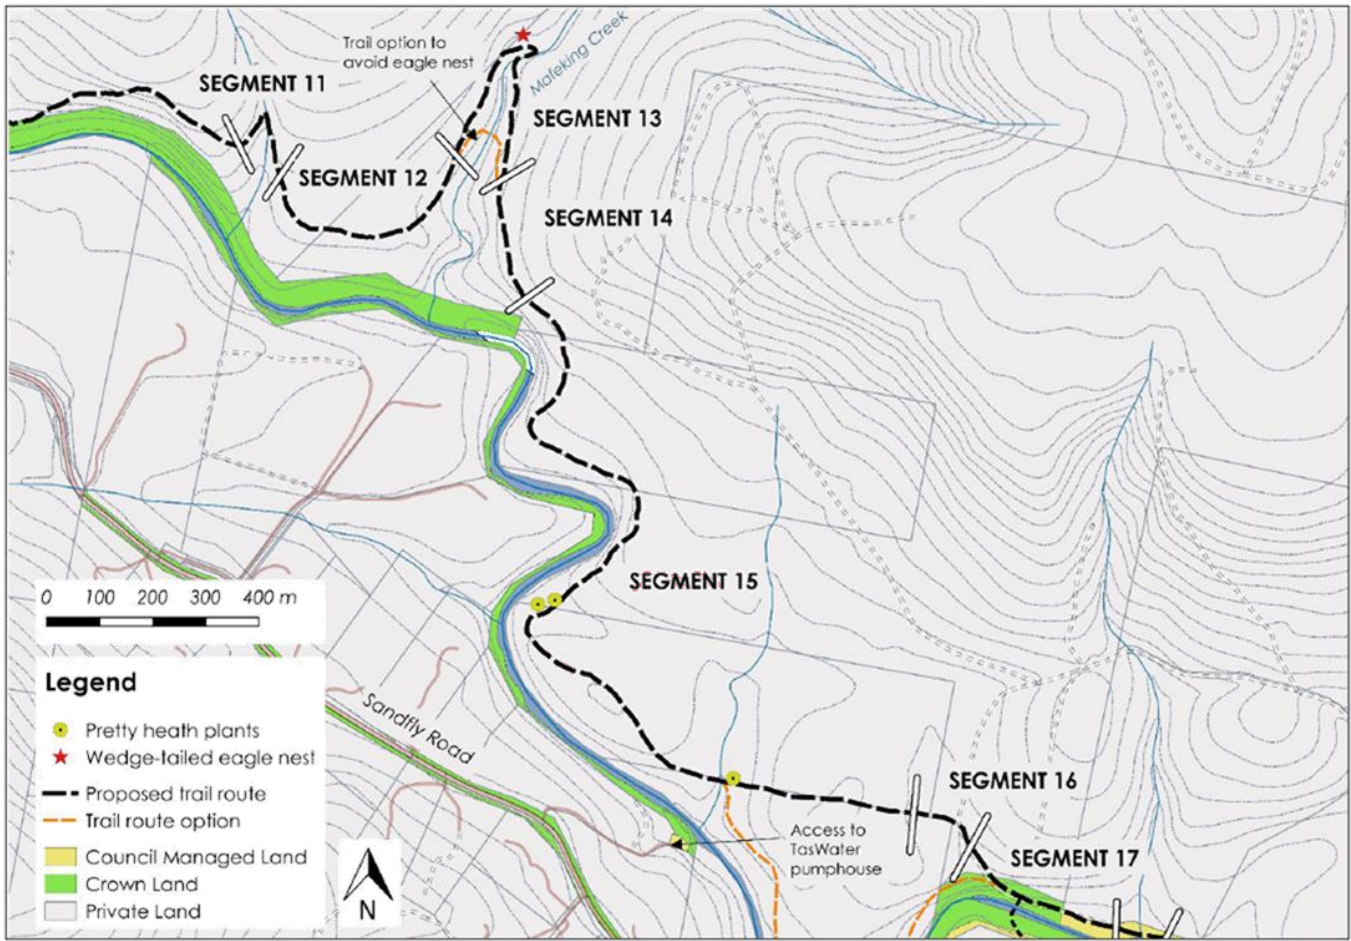 Trail option to
avoid eagle nest
Mafeking Creek
SEGMENT 11
SEGMENT 13
SEGMENT 12
SEGMENT 14
SEGMENT 15
0 100 200 300 400 m
Legend
Pretty heath plants
Wedge-tailed eagle nest
Proposed trail route
Trail route option
Council Managed Land
Crown Land
Private Land
N
Sandfly Road
SEGMENT 16
Access to
TasWater
pumphouse
SEGMENT 17